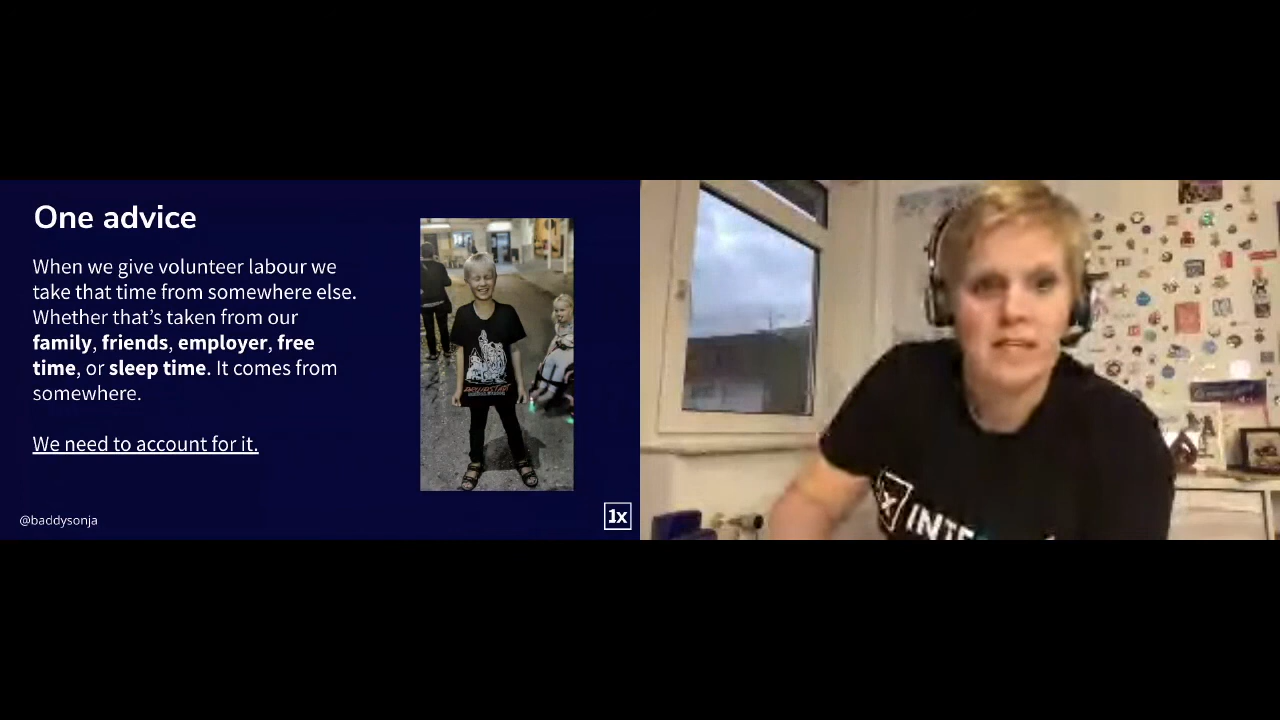 One advice
When we give volunteer labour we
take that time from somewhere else.
Whether that's taken from our
family, friends, employer, free
time, or sleep time. It comes from
somewhere.
We need to account for it.
@baddysonja
1x
INTE